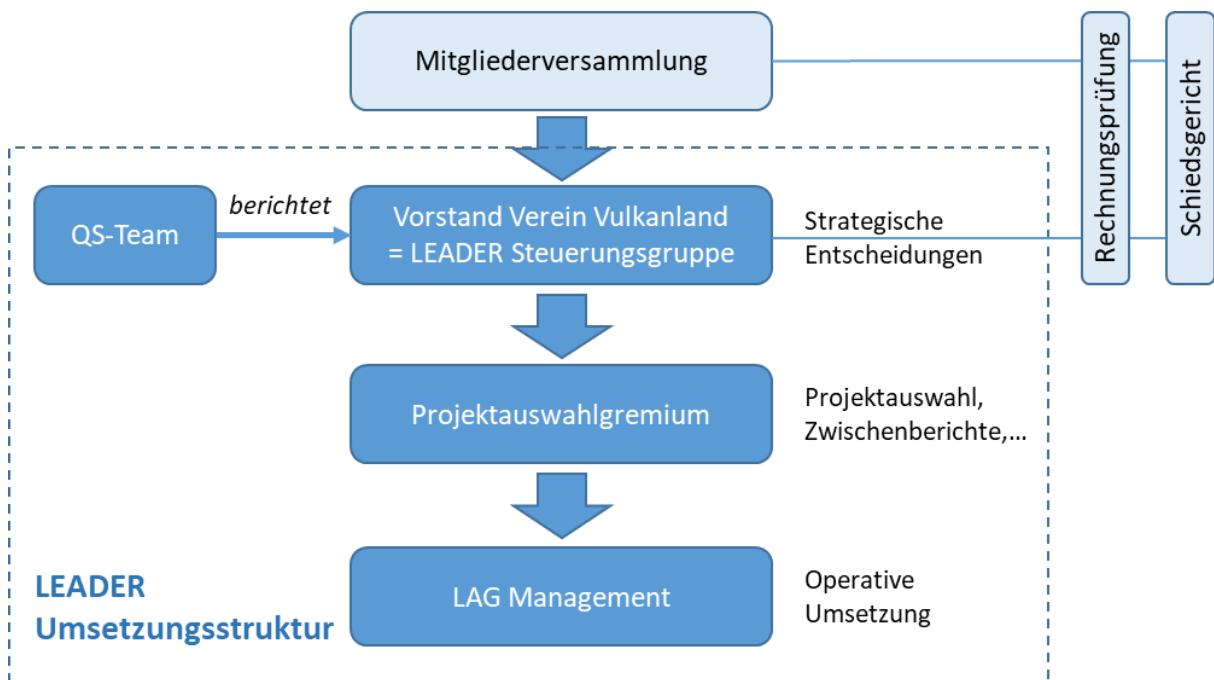 Mitgliederversammlung
Rechnungsprüfung
Schiedsgericht
QS-Team
berichtet
Vorstand Verein Vulkanland
= LEADER Steuerungsgruppe
Strategische
Entscheidungen
Projektauswahlgremium
Projektauswahl,
Zwischenberichte,...
LEADER
Umsetzungsstruktur
LAG Management
Operative
Umsetzung